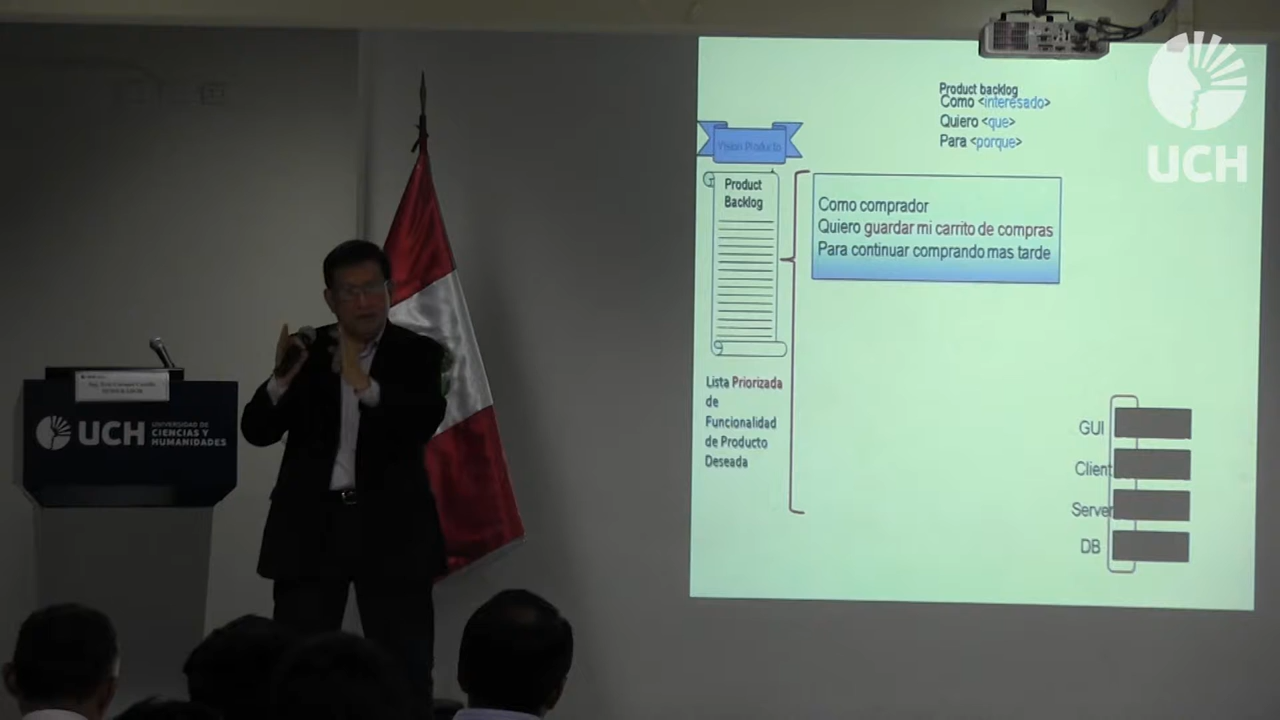 Product backlog
Como <interesado>
Quiero <que>
Para <porque>
UCH
Vision Producto
Product
Backlog
Como comprador
Quiero guardar mi carrito de compras
Para continuar comprando mas tarde
Lista Priorizada
de
Funcionalidad
de Producto
Deseada
GUI
Client
Server
DB
UCH
UNIVERSIDAD DE
CIENCIAS Y
HUMANIDADES